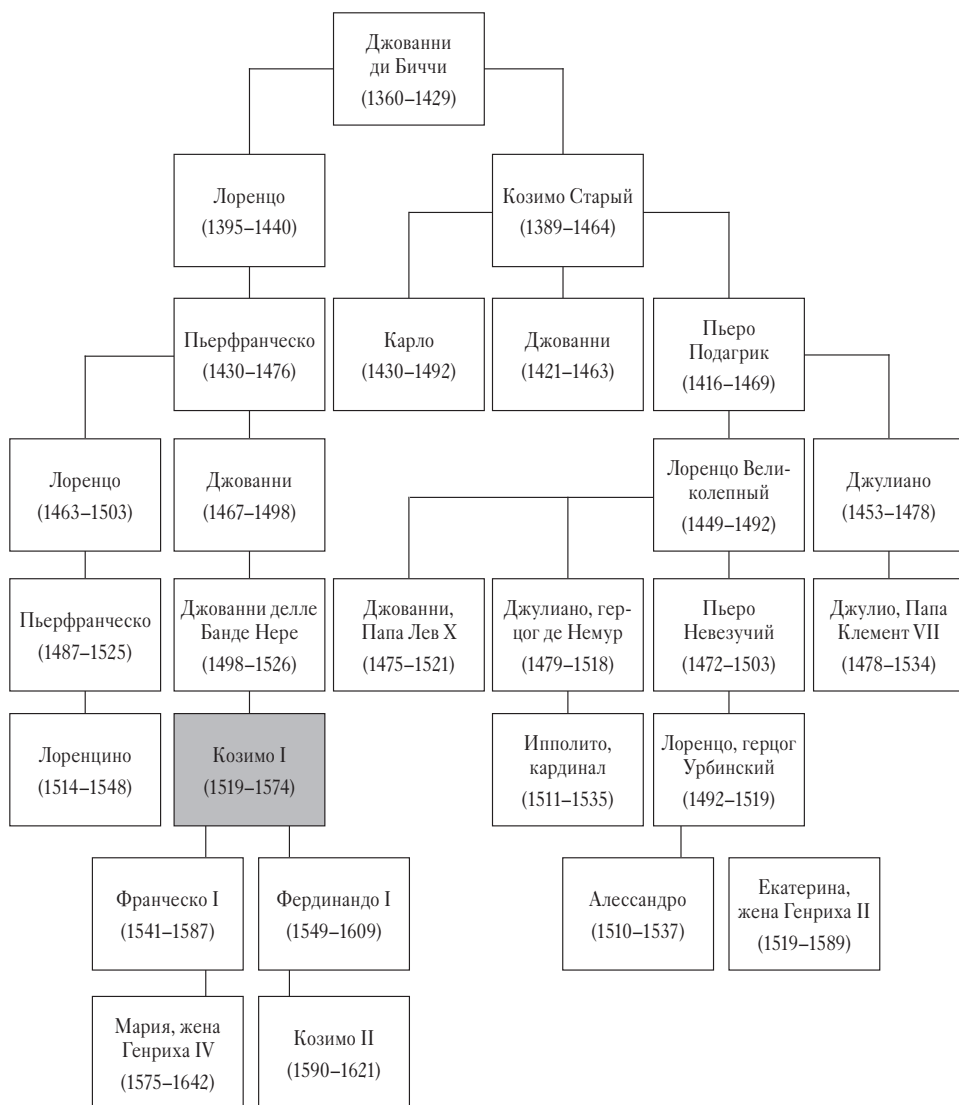 Джованни
ди Биччи
(1360–1429)
Лоренцо
(1395–1440)
Козимо Старый
(1389–1464)
Пьерфранческо
(1430–1476)
Карло
(1430–1492)
Джованни
(1421–1463)
Пьеро
Подагрик
(1416–1469)
Лоренцо
(1463–1503)
Джованни
(1467–1498)
Лоренцо Вели-
колепный
(1449–1492)
Джулиано
(1453–1478)
Пьерфранческо
(1487–1525)
Джованни делле
Банде Нере
(1498–1526)
Джованни,
Папа Лев X
(1475–1521)
Джулиано, гер-
цог де Немур
(1479–1518)
Пьеро
Невезучий
(1472–1503)
Джулио, Папа
Климент VII
(1478–1534)
Лоренцино
(1514–1548)
Козимо I
(1519–1574)
Ипполито,
кардинал
(1511–1535)
Лоренцо, герцог
Урбинский
(1492–1519)
Франческо I
(1541–1587)
Фердинандо I
(1549–1609)
Алессандро
(1510–1537)
Екатерина,
жена Генриха II
(1519–1589)
Мария, жена
Генриха IV
(1575–1642)
Козимо II
(1590–1621)